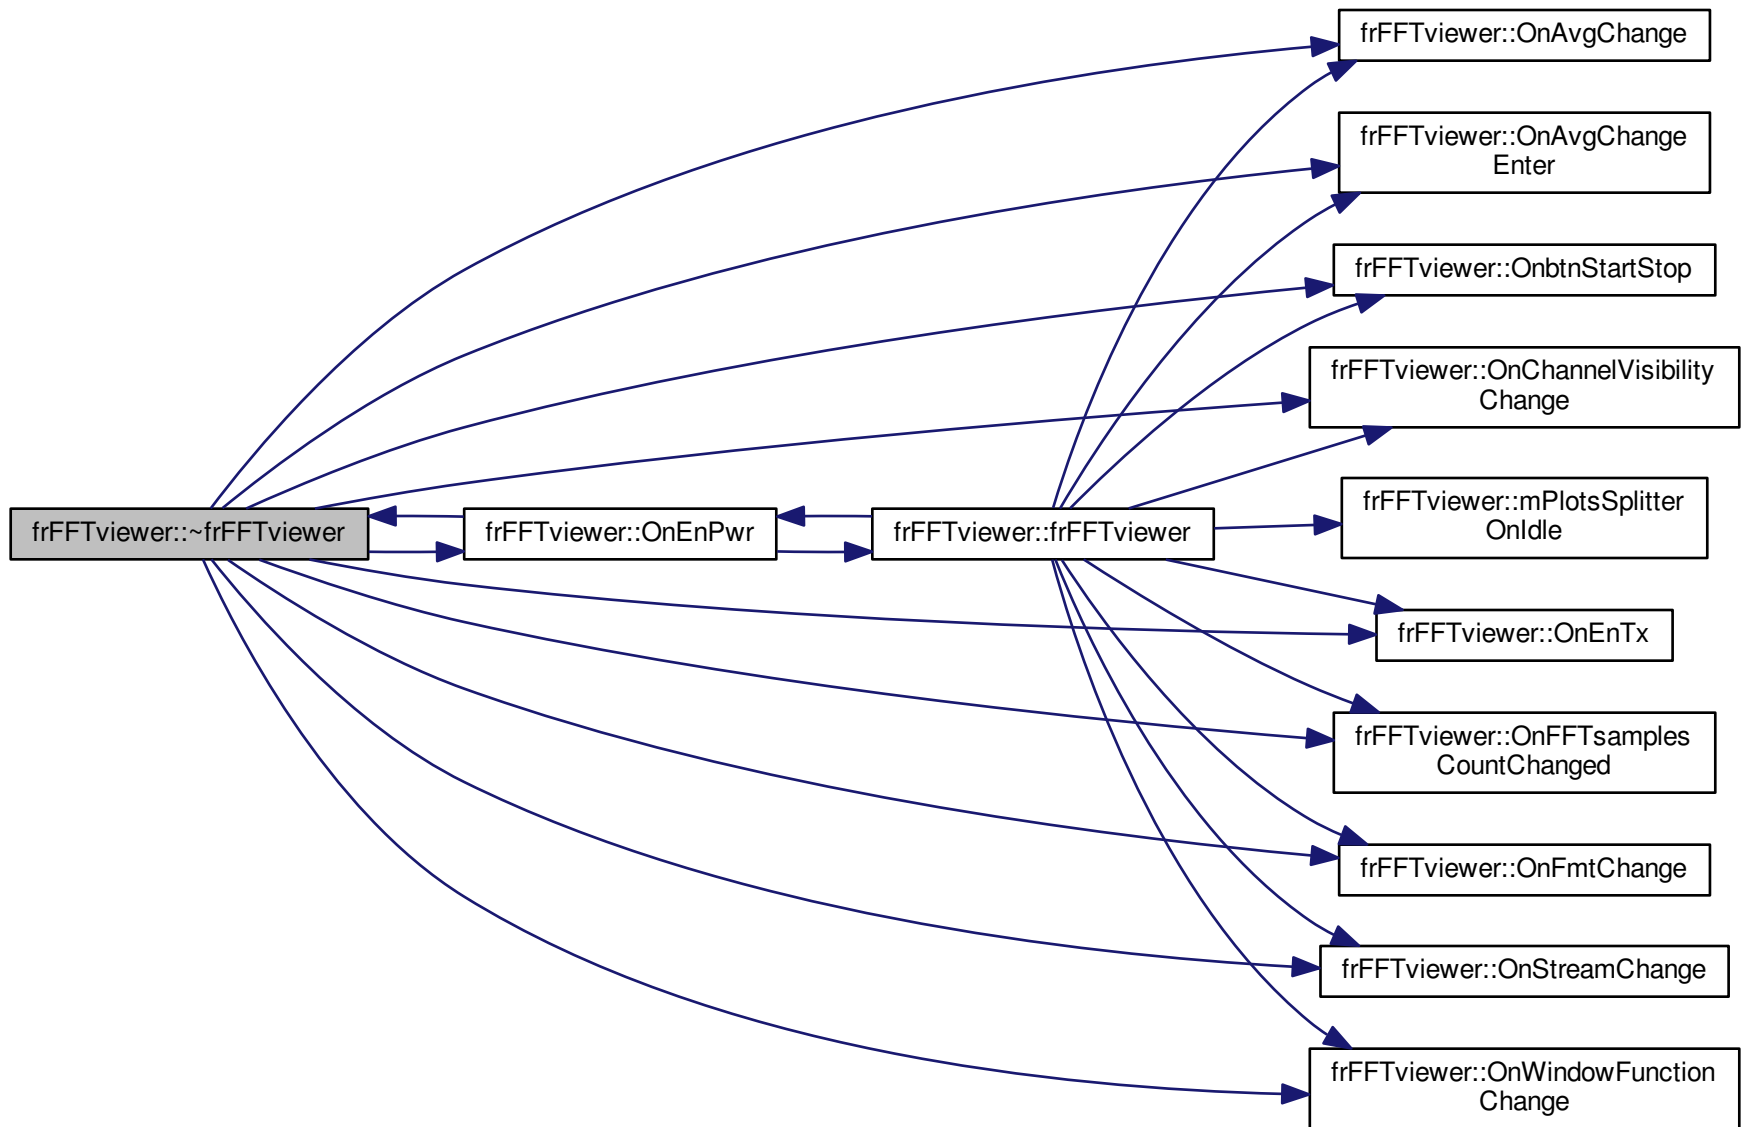 frFFTviewer::OnAvgChange
frFFTviewer::OnAvgChange
Enter
frFFTviewer::OnbtnStartStop
frFFTviewer::OnChannelVisibility
Change
frFFTviewer::~frFFTviewer
frFFTviewer::OnEnPwr
frFFTviewer::frFFTviewer
frFFTviewer::mPlotsSplitter
OnIdle
frFFTviewer::OnEnTx
frFFTviewer::OnFFTsamples
CountChanged
frFFTviewer::OnFmtChange
frFFTviewer::OnStreamChange
frFFTviewer::OnWindowFunction
Change